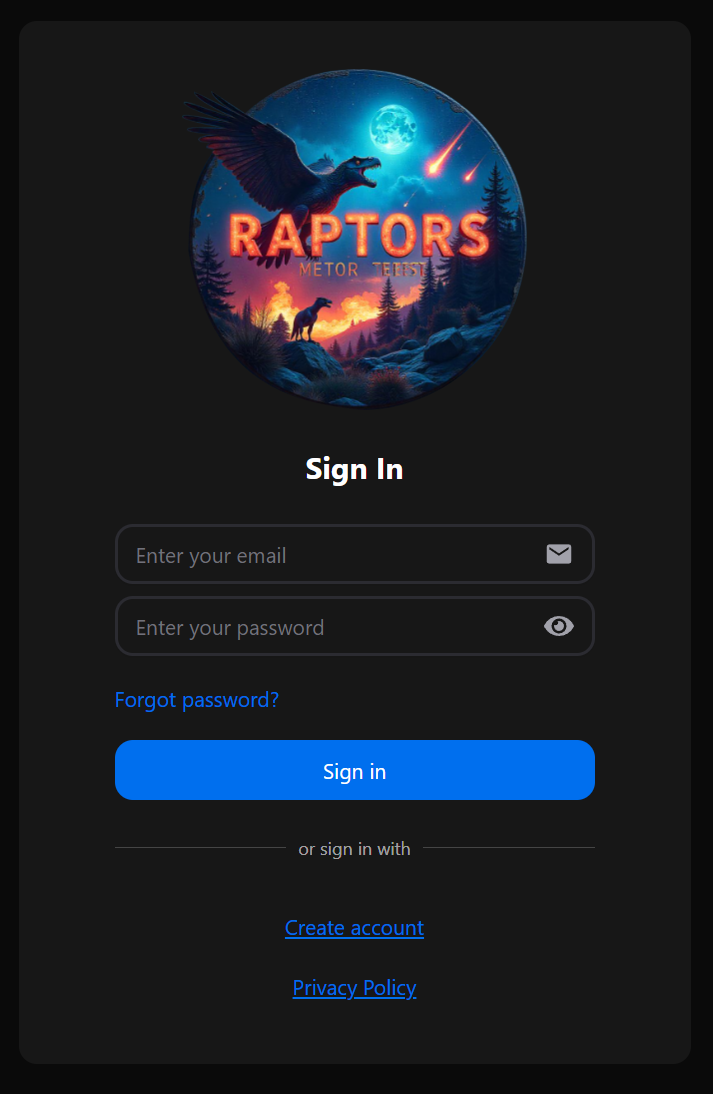 RAPTORS
METOR
Sign In
Enter your email
Enter your password
Forgot password?
Sign in
or sign in with
Create account
Privacy Policy